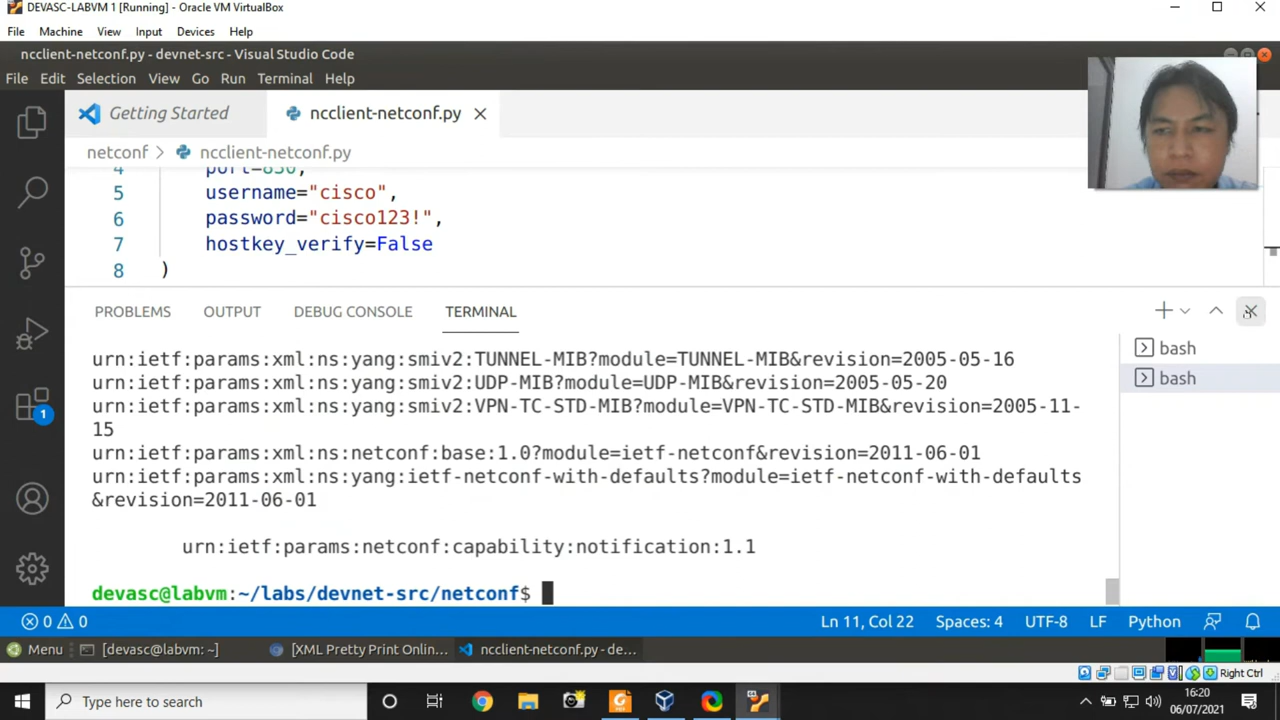 DEVASC-LABVM 1 [Running] - Oracle VM VirtualBox
File Machine View Input Devices Help
ncclient-netconf.py - devnet-src - Visual Studio Code
File Edit Selection View Go Run Terminal Help
Getting Started ncclient-netconf.py
netconf > ncclient-netconf.py
4 port=830,
5 username="cisco",
6 password="cisco123!",
7 hostkey_verify=False
8 )
PROBLEMS OUTPUT DEBUG CONSOLE TERMINAL
urn:ietf:params:xml:ns:yang:smiv2:TUNNEL-MIB?module=TUNNEL-MIB&revision=2005-05-16
urn:ietf:params:xml:ns:yang:smiv2:UDP-MIB?module=UDP-MIB&revision=2005-05-20
urn:ietf:params:xml:ns:yang:smiv2:VPN-TC-STD-MIB?module=VPN-TC-STD-MIB&revision=2005-11-
15
urn:ietf:params:xml:ns:netconf:base:1.0?module=ietf-netconf&revision=2011-06-01
urn:ietf:params:xml:ns:yang:ietf-netconf-with-defaults?module=ietf-netconf-with-defaults
&revision=2011-06-01
urn:ietf:params:netconf:capability:notification:1.1
devasc@labvm:~/labs/devnet-src/netconf$
bash
bash
1
0 0 Ln 11, Col 22 Spaces: 4 UTF-8 LF Python
Menu [devasc@labvm: ~] [XML Pretty Print Onlin... ncclient-netconf.py - de...
Right Ctrl
Type here to search
16:20
06/07/2021